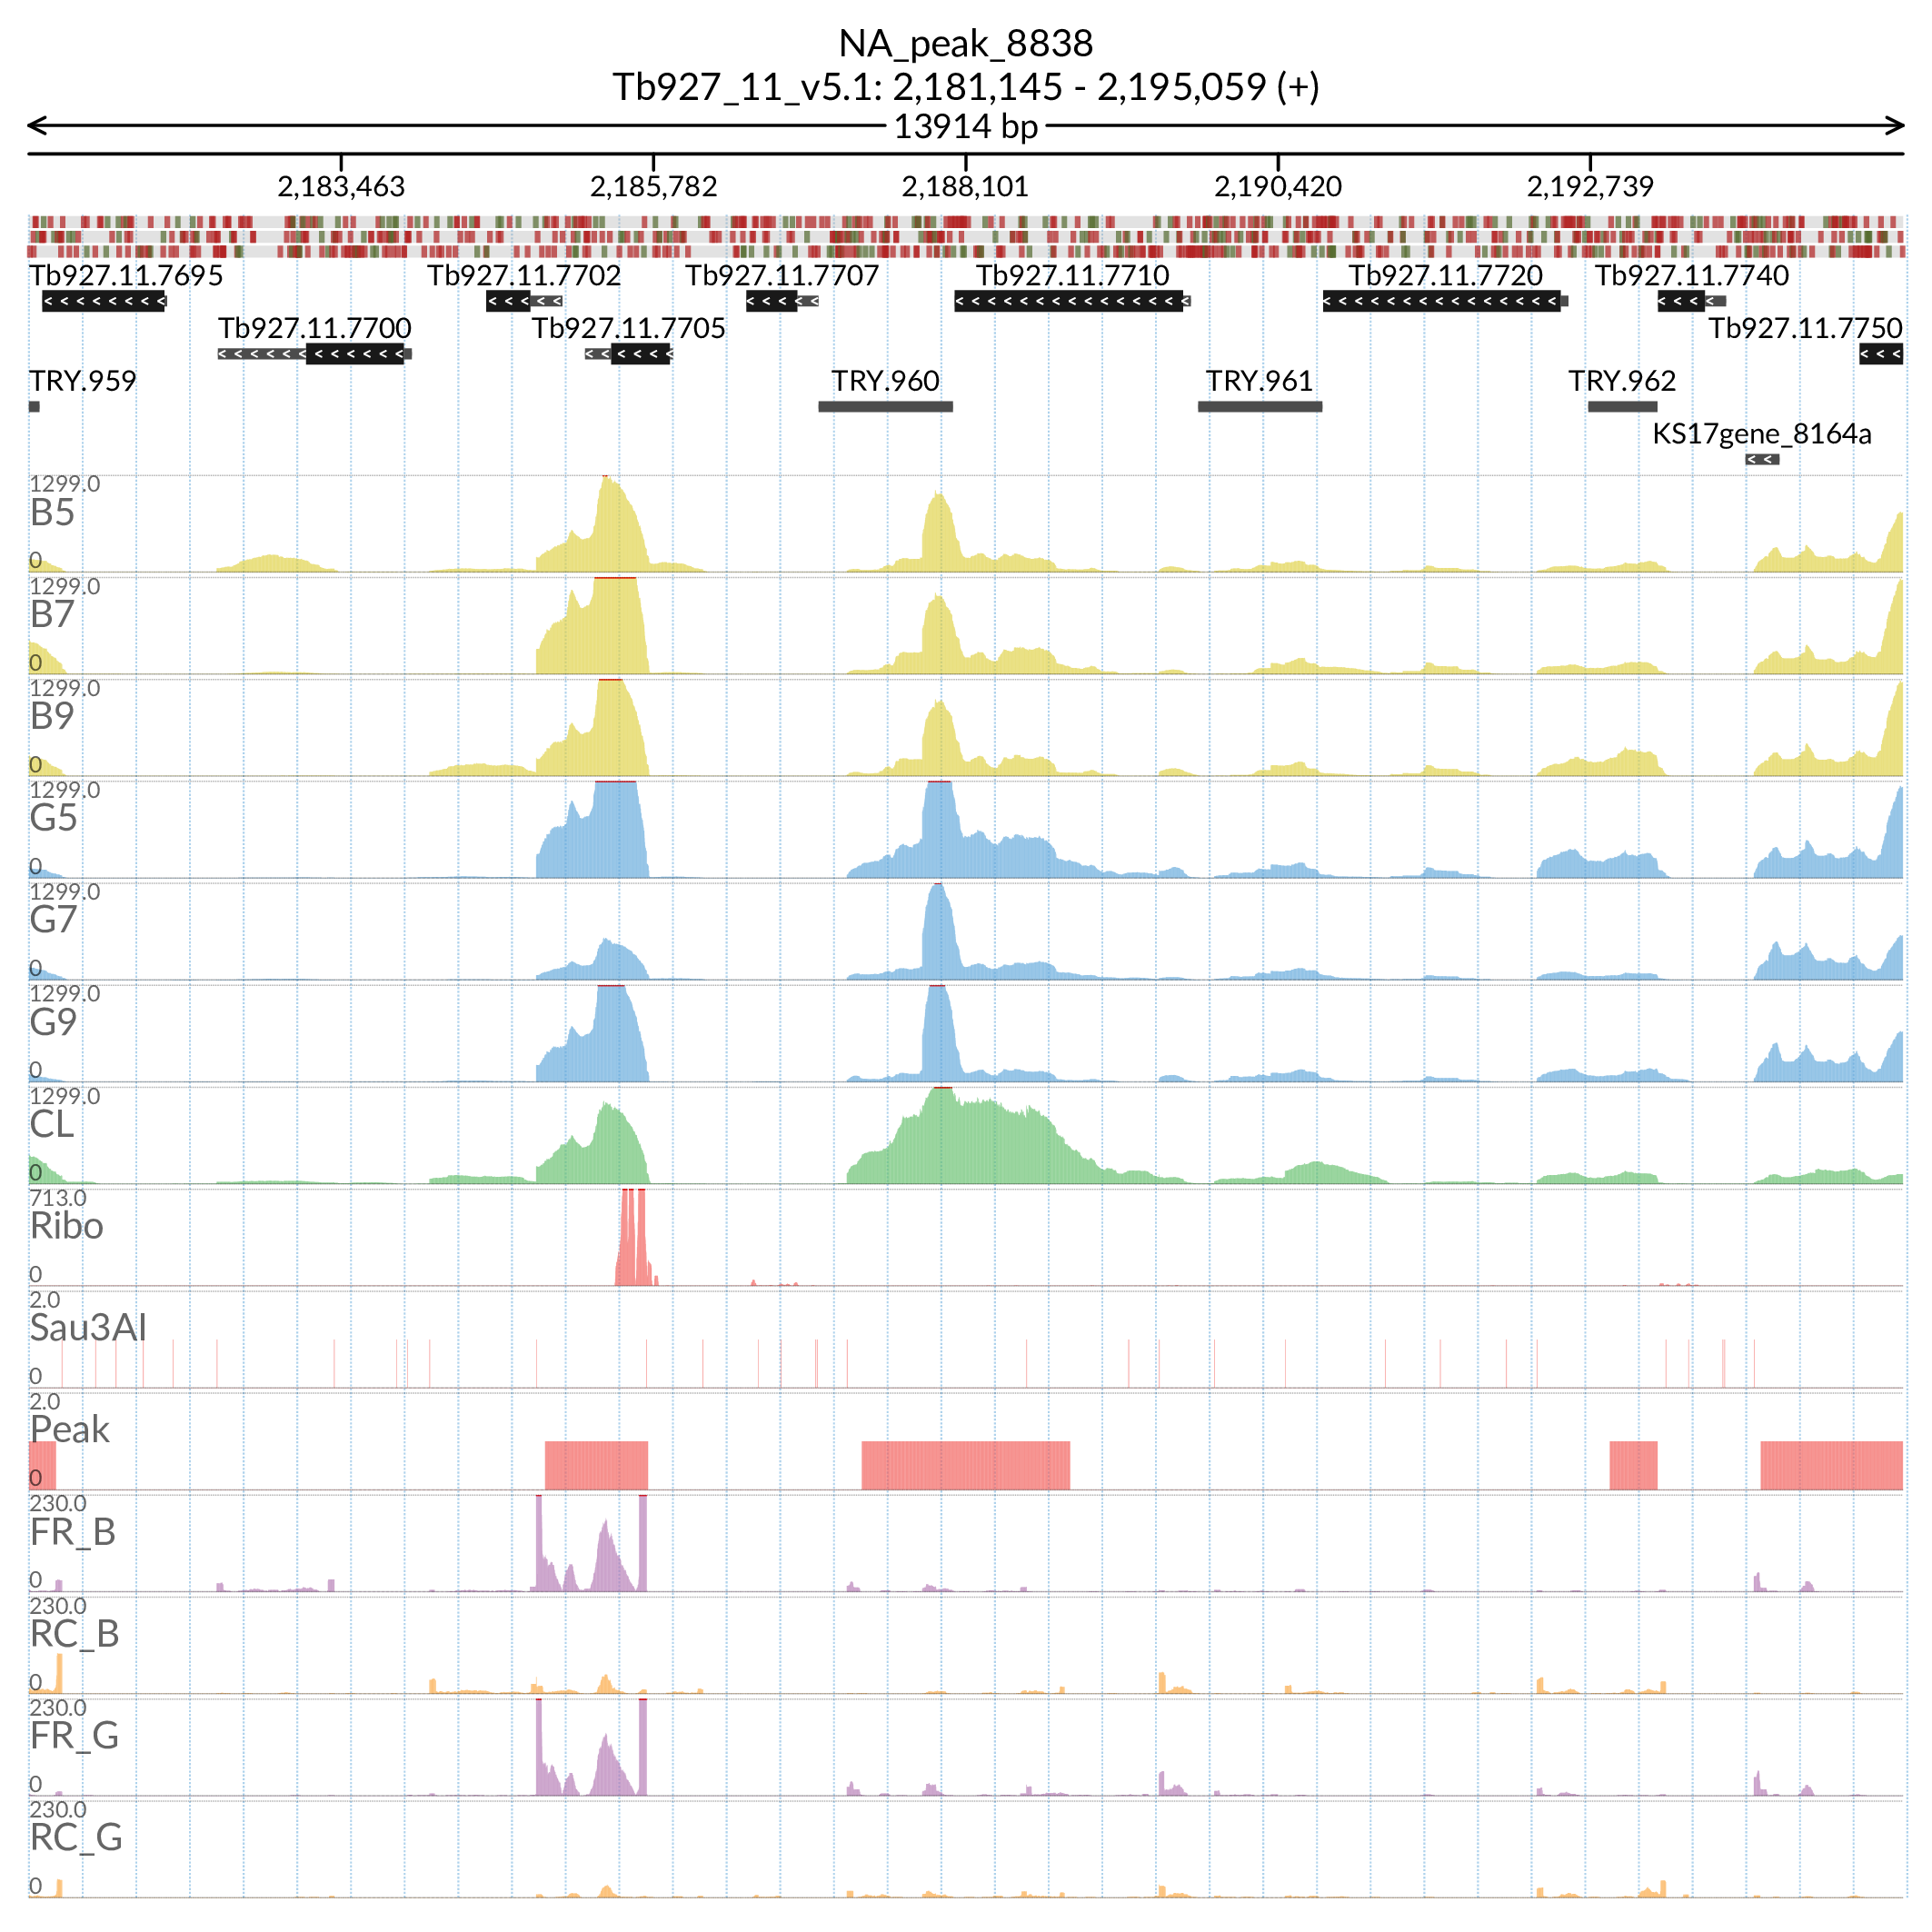 NA_peak_8838
Tb927_11_v5.1: 2,181,145 - 2,195,059 (+)
13914 bp
2,183,463 2,185,782 2,188,101 2,190,420 2,192,739
Tb927.11.7695 Tb927.11.7702 Tb927.11.7707 Tb927.11.7710 Tb927.11.7720 Tb927.11.7740
Tb927.11.7700 Tb927.11.7705 Tb927.11.7750
TRY.959 TRY.960 TRY.961 TRY.962
KS17gene_8164a
1299.0
B5
0
1299.0
B7
0
1299.0
B9
0
1299.0
G5
0
1299.0
G7
0
1299.0
G9
0
1299.0
CL
0
713.0
Ribo
0
2.0
Sau3AI
0
2.0
Peak
0
230.0
FR_B
0
230.0
RC_B
0
230.0
FR_G
0
230.0
RC_G
0